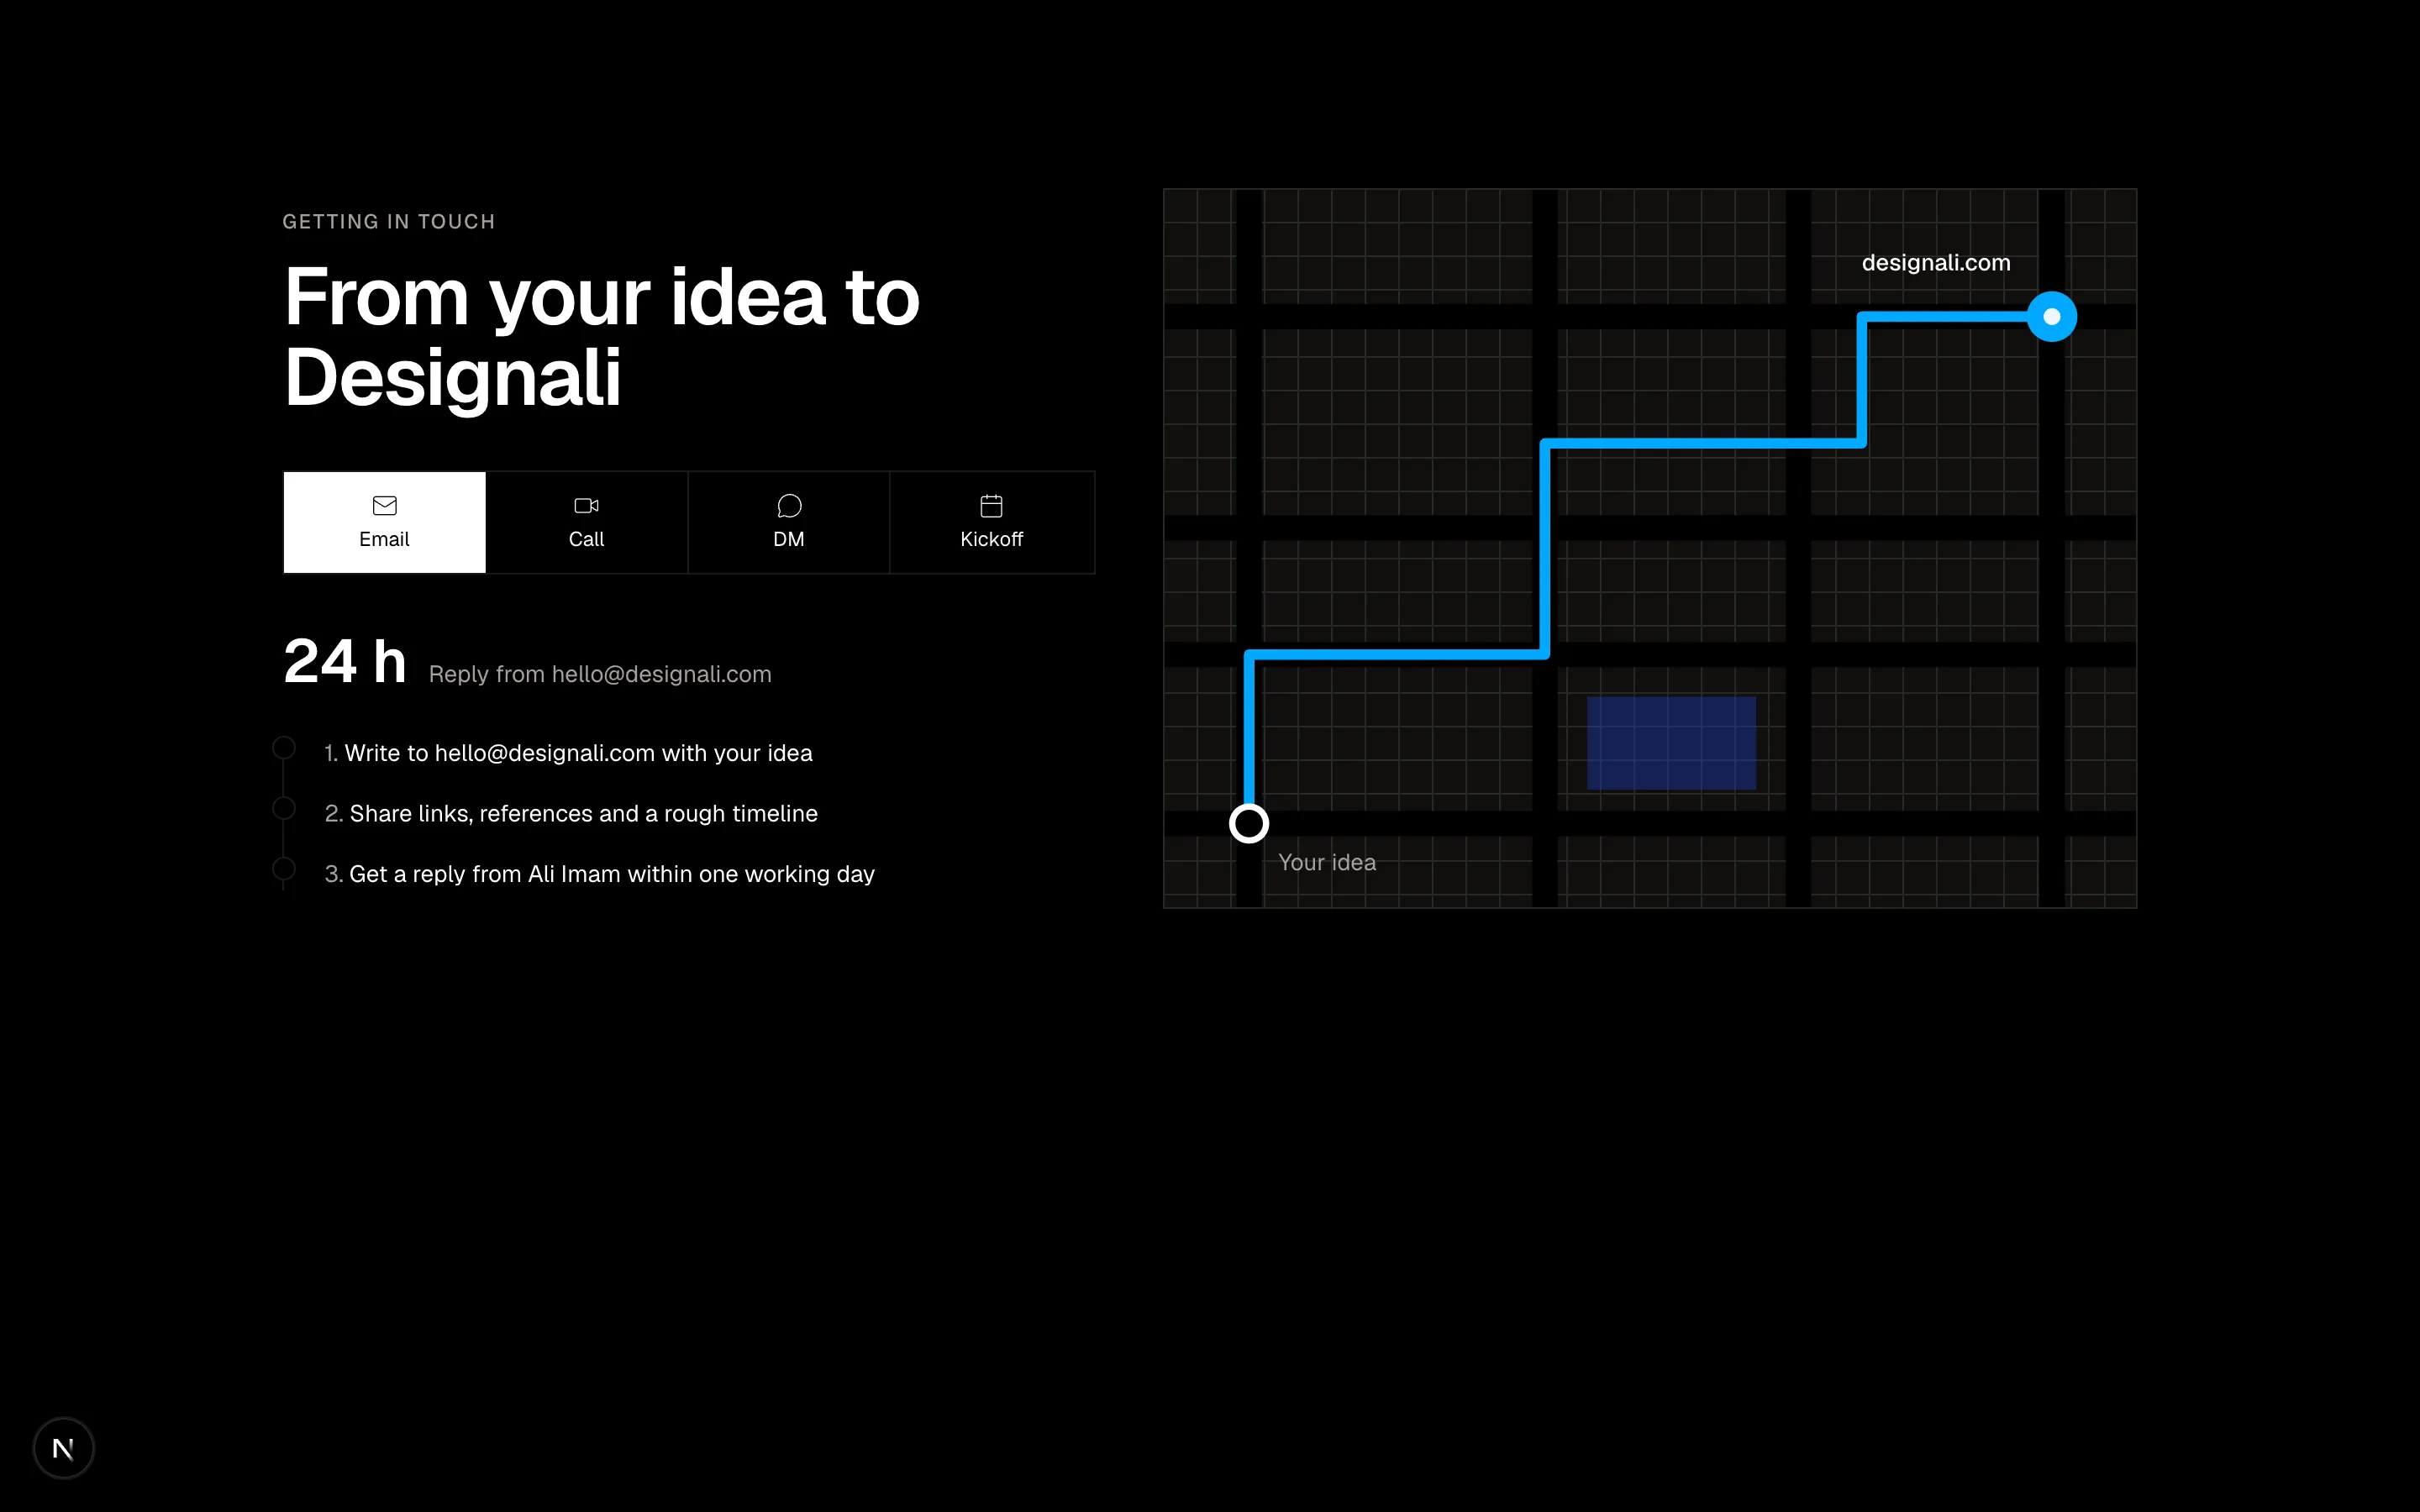 GETTING IN TOUCH
From your idea to
Designali
Email
Call
DM
Kickoff
24 h Reply from hello@designali.com
1. Write to hello@designali.com with your idea
2. Share links, references and a rough timeline
3. Get a reply from Ali Imam within one working day
designali.com
Your idea
N